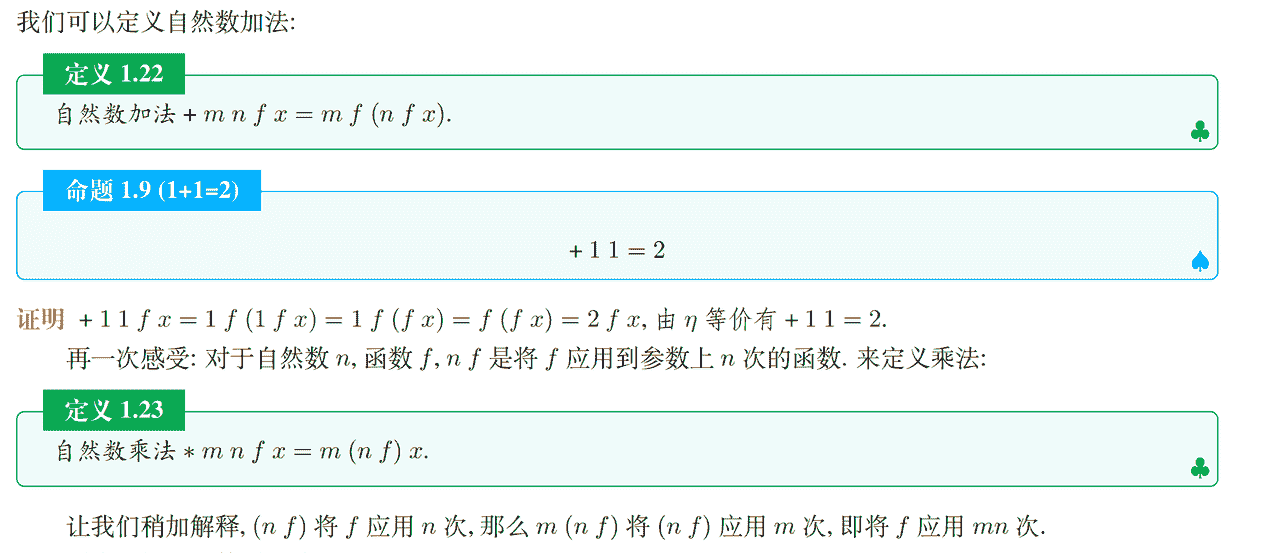 我们可以定义自然数加法:
定义 1.22
自然数加法 + m n f x = m f (n f x).
♣
命题 1.9 (1+1=2)
+ 1 1 = 2
♠
证明 + 1 1 f x = 1 f (1 f x) = 1 f (f x) = f (f x) = 2 f x, 由 η 等价有 + 1 1 = 2.
再一次感受: 对于自然数 n, 函数 f, n f 是将 f 应用到参数上 n 次的函数. 来定义乘法:
定义 1.23
自然数乘法 ∗ m n f x = m (n f) x.
♣
让我们稍加解释, (n f) 将 f 应用 n 次, 那么 m (n f) 将 (n f) 应用 m 次, 即将 f 应用 mn 次.